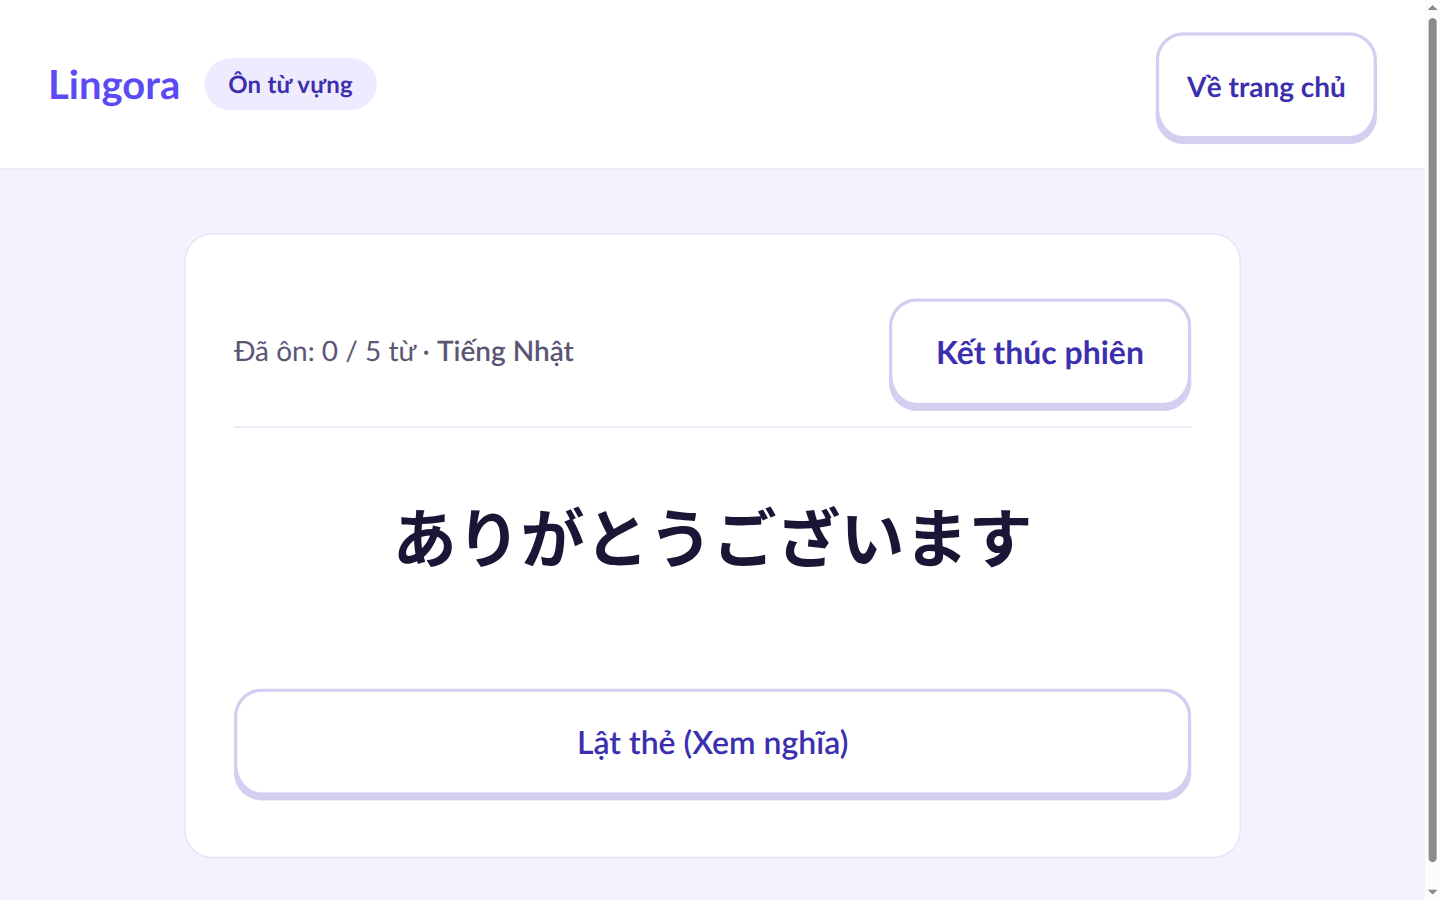 Lingora
Ôn từ vựng
Về trang chủ
Đã ôn: 0 / 5 từ · Tiếng Nhật
Kết thúc phiên
ありがとうございます
Lật thẻ (Xem nghĩa)